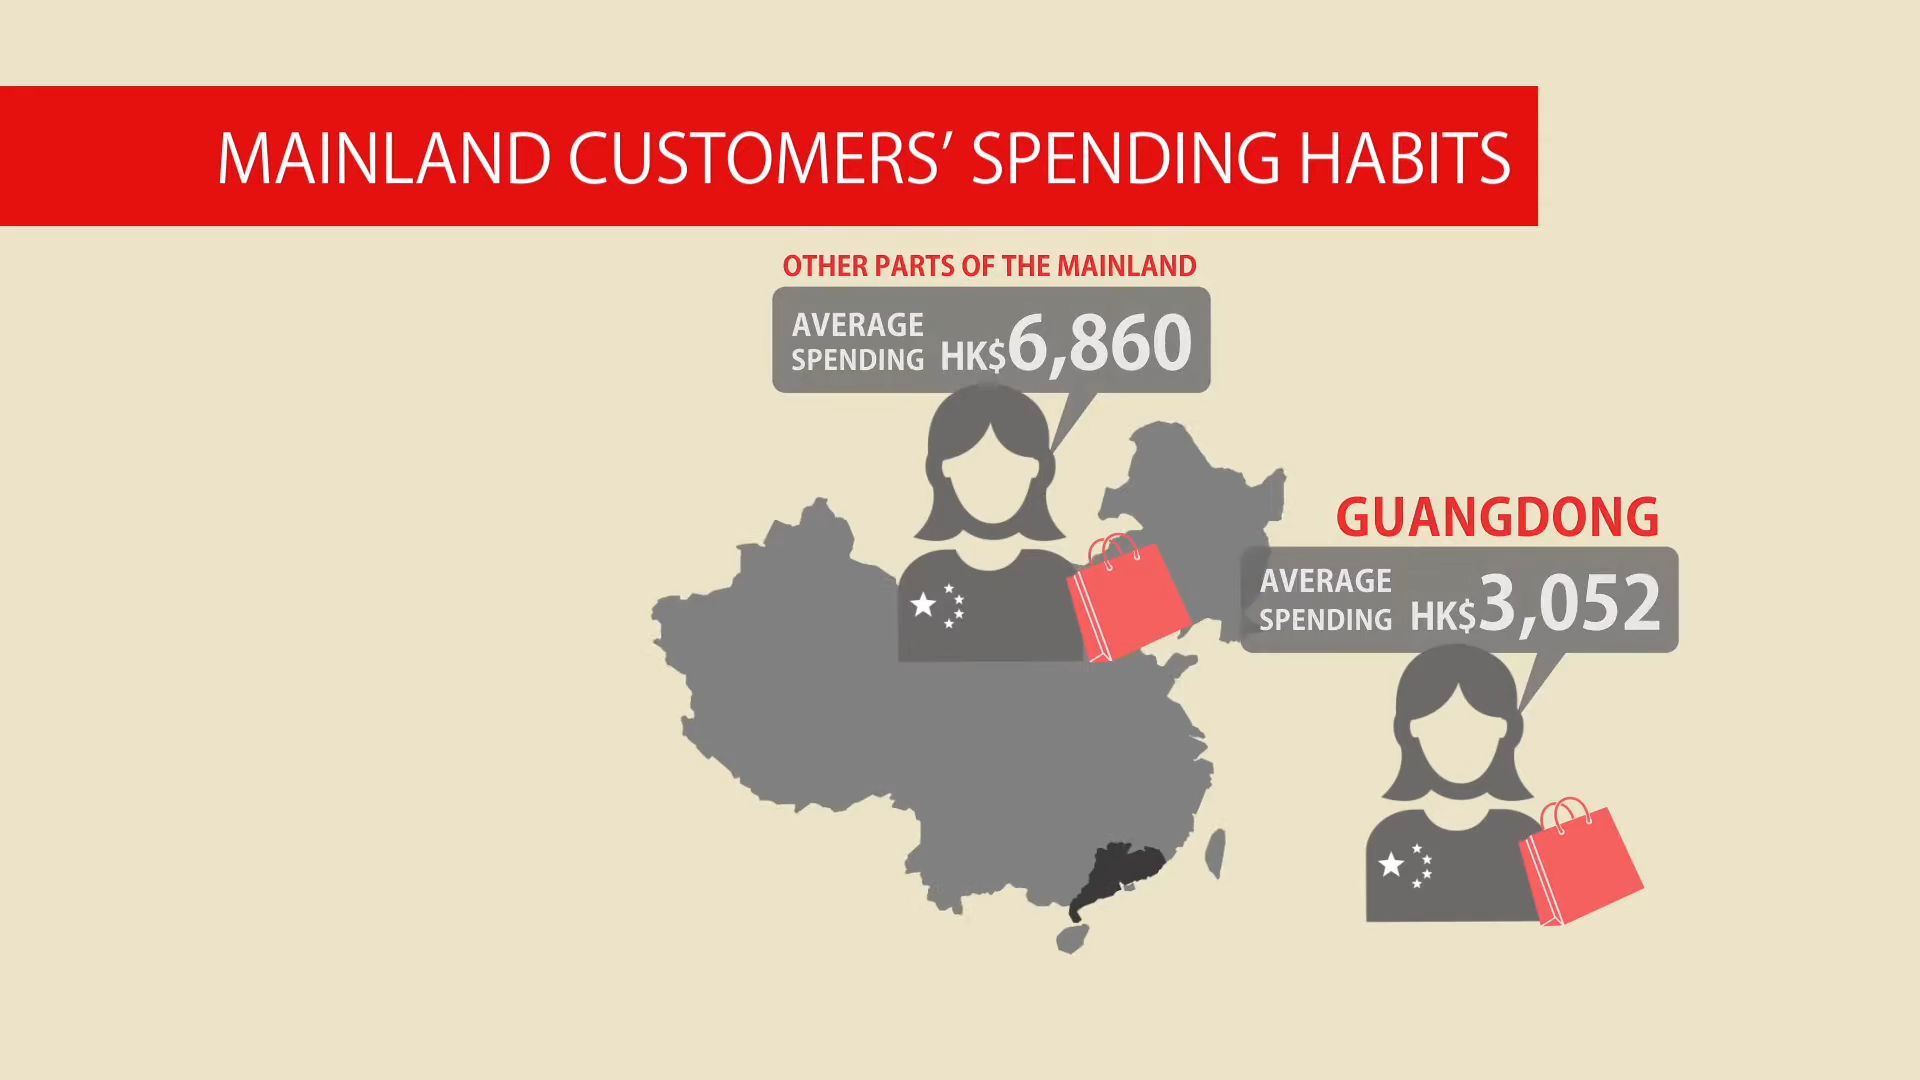 MAINLAND CUSTOMERS’ SPENDING HABITS
OTHER PARTS OF THE MAINLAND
AVERAGE
SPENDING HK$6,860
GUANGDONG
AVERAGE
SPENDING HK$3,052